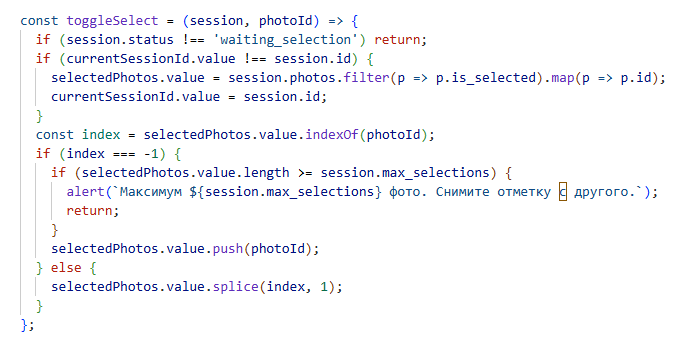 const toggleSelect = (session, photoId) => {
if (session.status !== 'waiting_selection') return;
if (currentSessionId.value !== session.id) {
selectedPhotos.value = session.photos.filter(p => p.is_selected).map(p => p.id);
currentSessionId.value = session.id;
}
const index = selectedPhotos.value.indexOf(photoId);
if (index === -1) {
if (selectedPhotos.value.length >= session.max_selections) {
alert(`Максимум ${session.max_selections} фото. Снимите отметку с другого.`);
return;
}
selectedPhotos.value.push(photoId);
} else {
selectedPhotos.value.splice(index, 1);
}
};